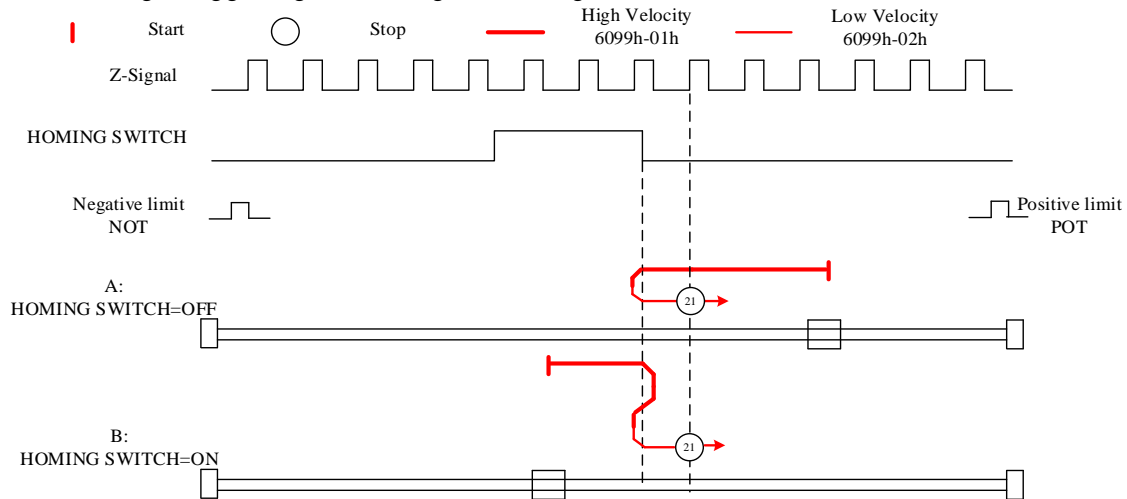 Start
Stop
High Velocity
6099h-01h
Low Velocity
6099h-02h
Z-Signal
HOMING SWITCH
Negative limit
NOT
Positive limit
POT
A:
HOMING SWITCH=OFF
21
B:
HOMING SWITCH=ON
21